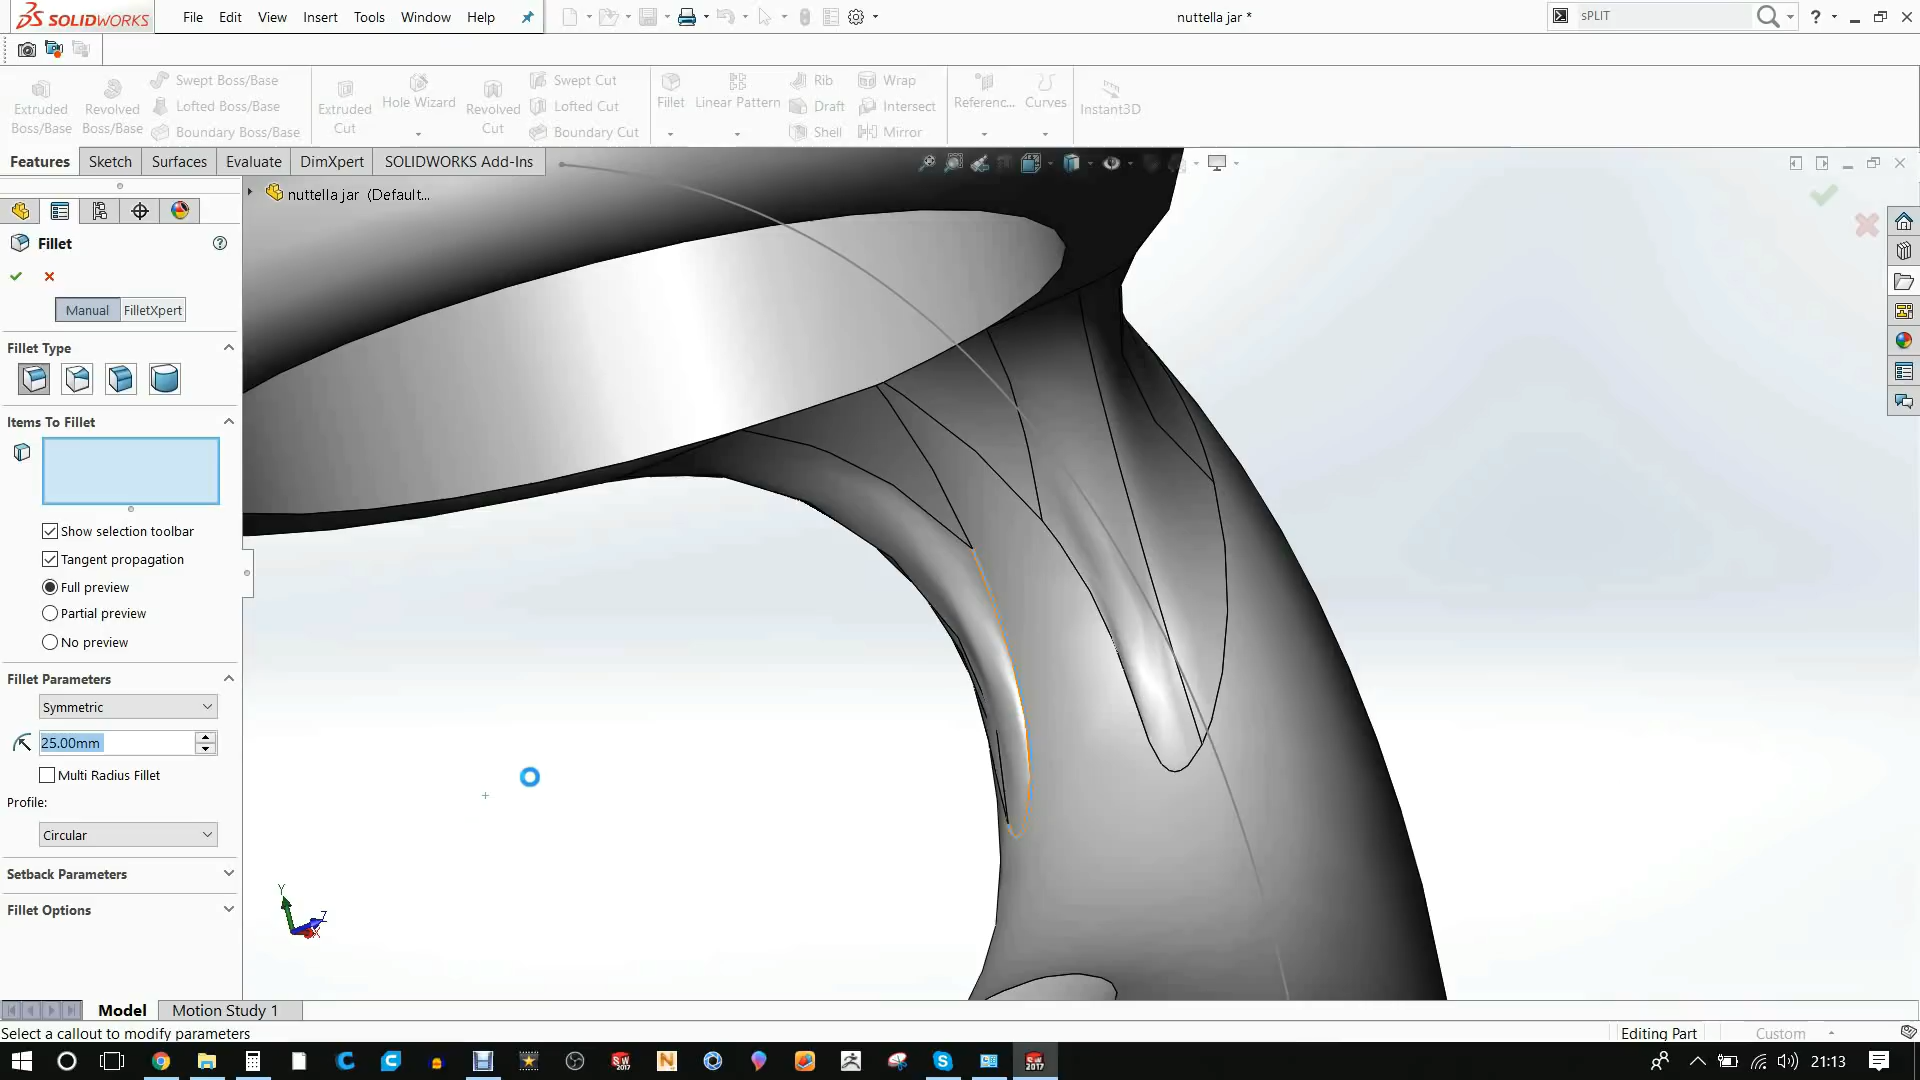 SOLIDWORKS
File Edit View Insert Tools Window Help
nuttella jar *
sPLIT
Extruded Boss/Base
Revolved Boss/Base
Swept Boss/Base
Lofted Boss/Base
Boundary Boss/Base
Extruded Cut
Hole Wizard
Revolved Cut
Swept Cut
Lofted Cut
Boundary Cut
Fillet
Linear Pattern
Rib
Draft
Shell
Wrap
Intersect
Mirror
Referenc...
Curves
Instant3D
Features Sketch Surfaces Evaluate DimXpert SOLIDWORKS Add-Ins
nuttella jar (Default...
Fillet
Manual FilletXpert
Fillet Type
Items To Fillet
Show selection toolbar
Tangent propagation
Full preview
Partial preview
No preview
Fillet Parameters
Symmetric
25.00mm
Multi Radius Fillet
Profile:
Circular
Setback Parameters
Fillet Options
Y
Z
X
Model Motion Study 1
Select a callout to modify parameters
Editing Part
Custom
SW
2017
21:13